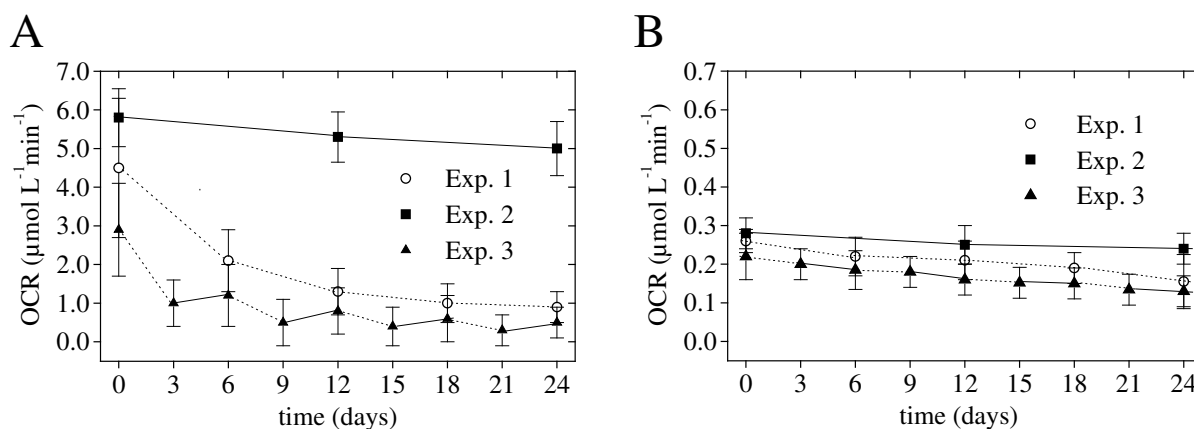 A
OCR (µmol L⁻¹min⁻¹)
7.0
6.0
5.0
4.0
3.0
2.0
1.0
0.0
Exp. 1
Exp. 2
Exp. 3
0 3 6 9 12 15 18 21 24
time (days)
B
OCR (µmol L⁻¹min⁻¹)
0.7
0.6
0.5
0.4
0.3
0.2
0.1
0.0
Exp. 1
Exp. 2
Exp. 3
0 3 6 9 12 15 18 21 24
time (days)